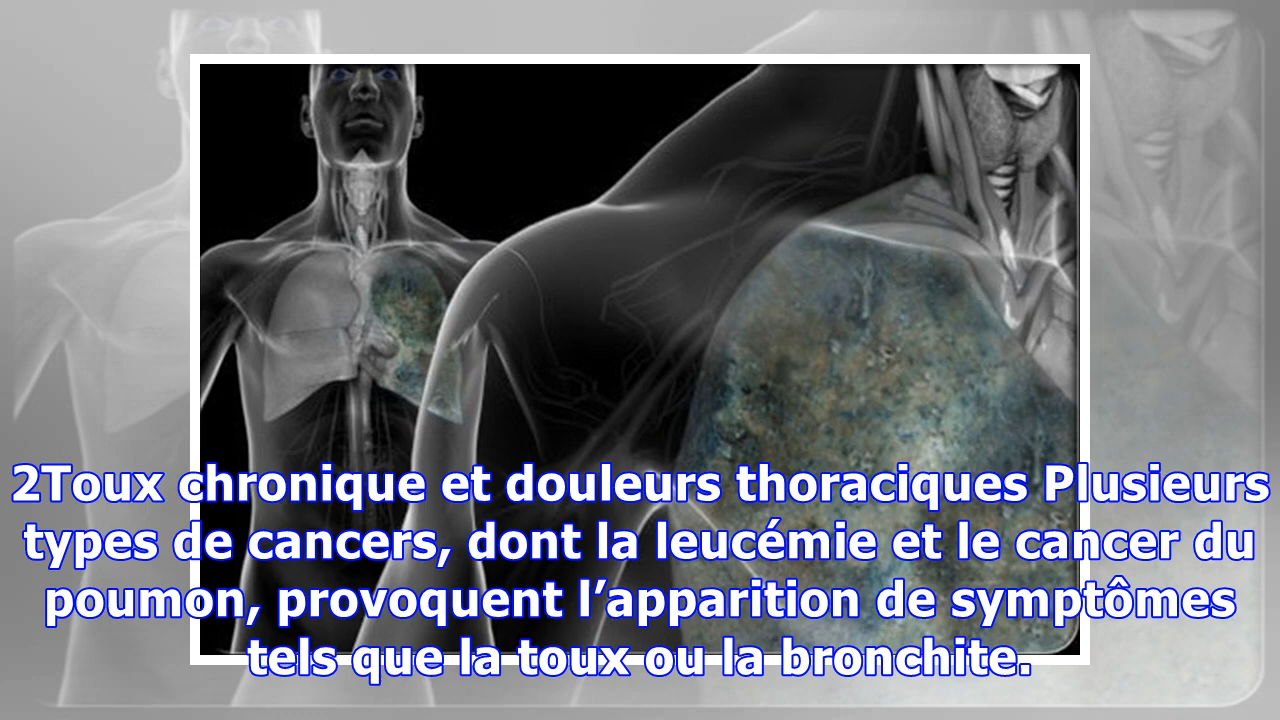 2Toux chronique et douleurs thoraciques Plusieurs
types de cancers, dont la leucémie et le cancer du
poumon, provoquent l’apparition de symptômes
tels que la toux ou la bronchite.